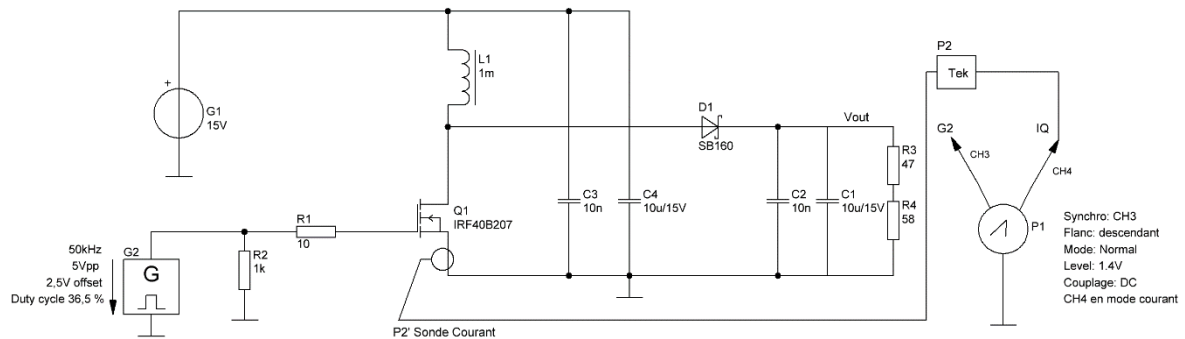 G1
15V
L1
1m
D1
SB160
Vout
R3
47
R4
58
C3
10n
C4
10u/15V
C2
10n
C1
10u/15V
Q1
IRF40B207
R1
10
R2
1k
50kHz
5Vpp
2,5V offset
Duty cycle 36,5 %
G2
G
P2' Sonde Courant
P2
Tek
G2
IQ
CH3
CH4
P1
Synchro: CH3
Flanc: descendant
Mode: Normal
Level: 1.4V
Couplage: DC
CH4 en mode courant